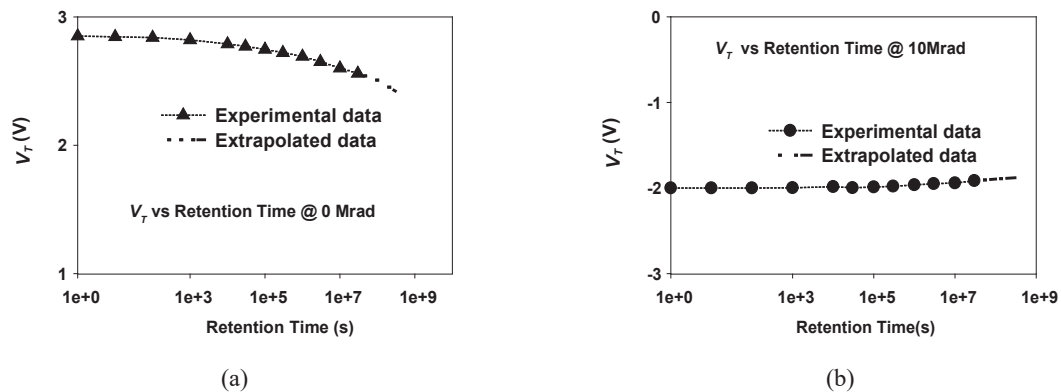 3
2
1
V_T (V)
Experimental data
Extrapolated data
V_T vs Retention Time @ 0 Mrad
1e+0 1e+3 1e+5 1e+7 1e+9
Retention Time (s)
(a)
0
-1
-2
-3
V_T (V)
V_T vs Retention Time @ 10Mrad
Experimental data
Extrapolated data
1e+0 1e+3 1e+5 1e+7 1e+9
Retention Time(s)
(b)